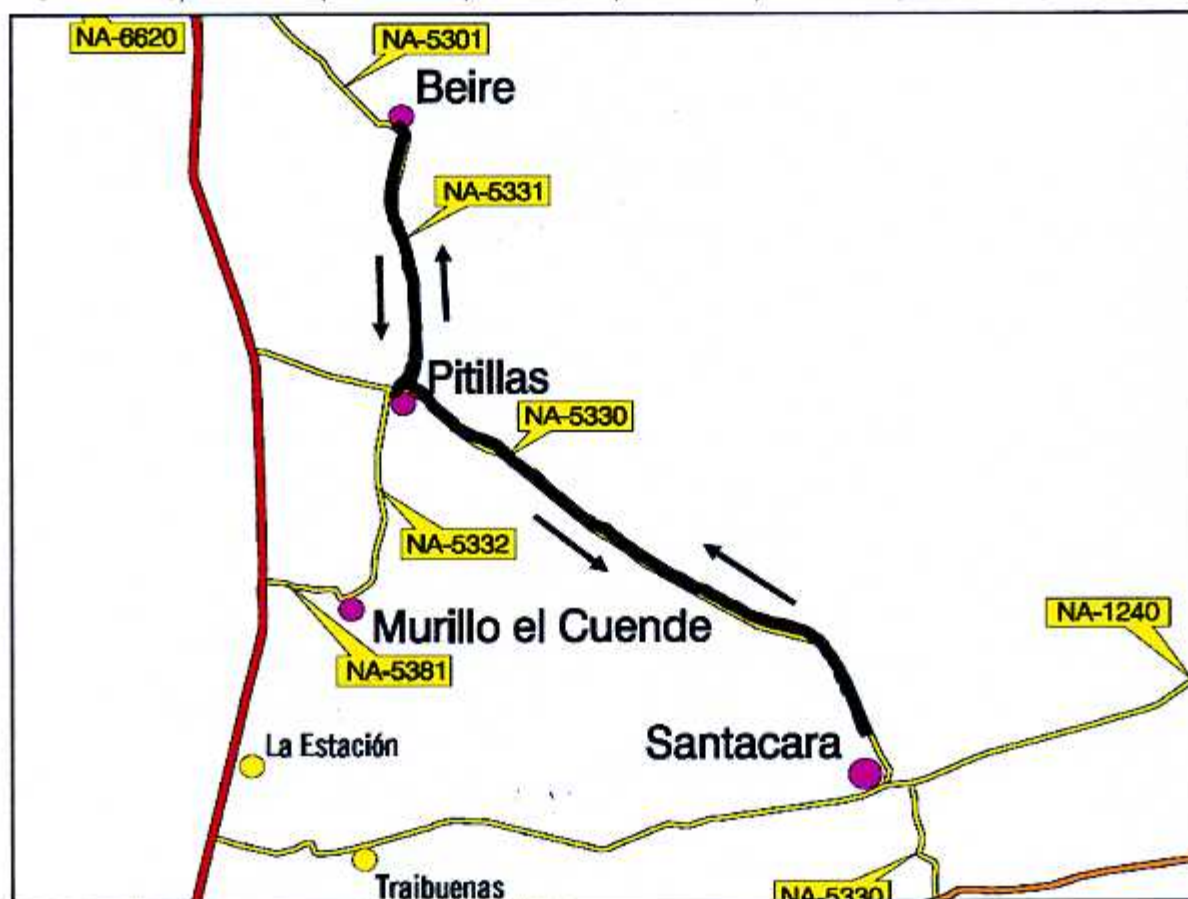 NA-6620
NA-5301
Beire
NA-5331
Pitillas
NA-5330
NA-5332
Murillo el Cuende
NA-1240
NA-5381
La Estación
Santacara
Traibuenas
NA-5330